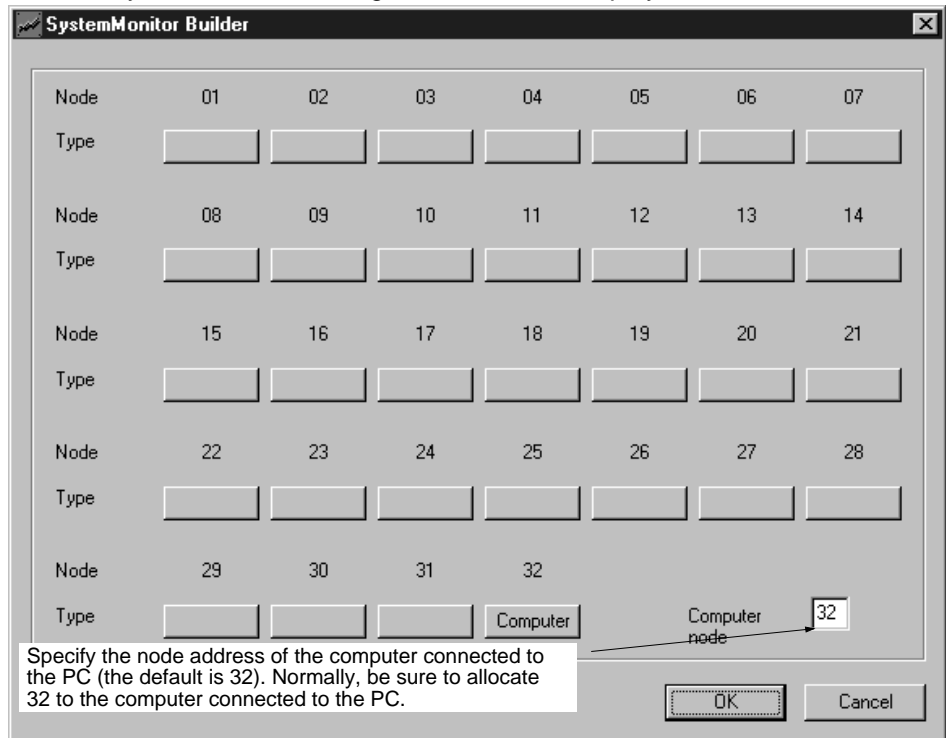 SystemMonitor Builder
Node 01 02 03 04 05 06 07
Type
Node 08 09 10 11 12 13 14
Type
Node 15 16 17 18 19 20 21
Type
Node 22 23 24 25 26 27 28
Type
Node 29 30 31 32
Type Computer Computer node 32
Specify the node address of the computer connected to
the PC (the default is 32). Normally, be sure to allocate
32 to the computer connected to the PC.
OK Cancel